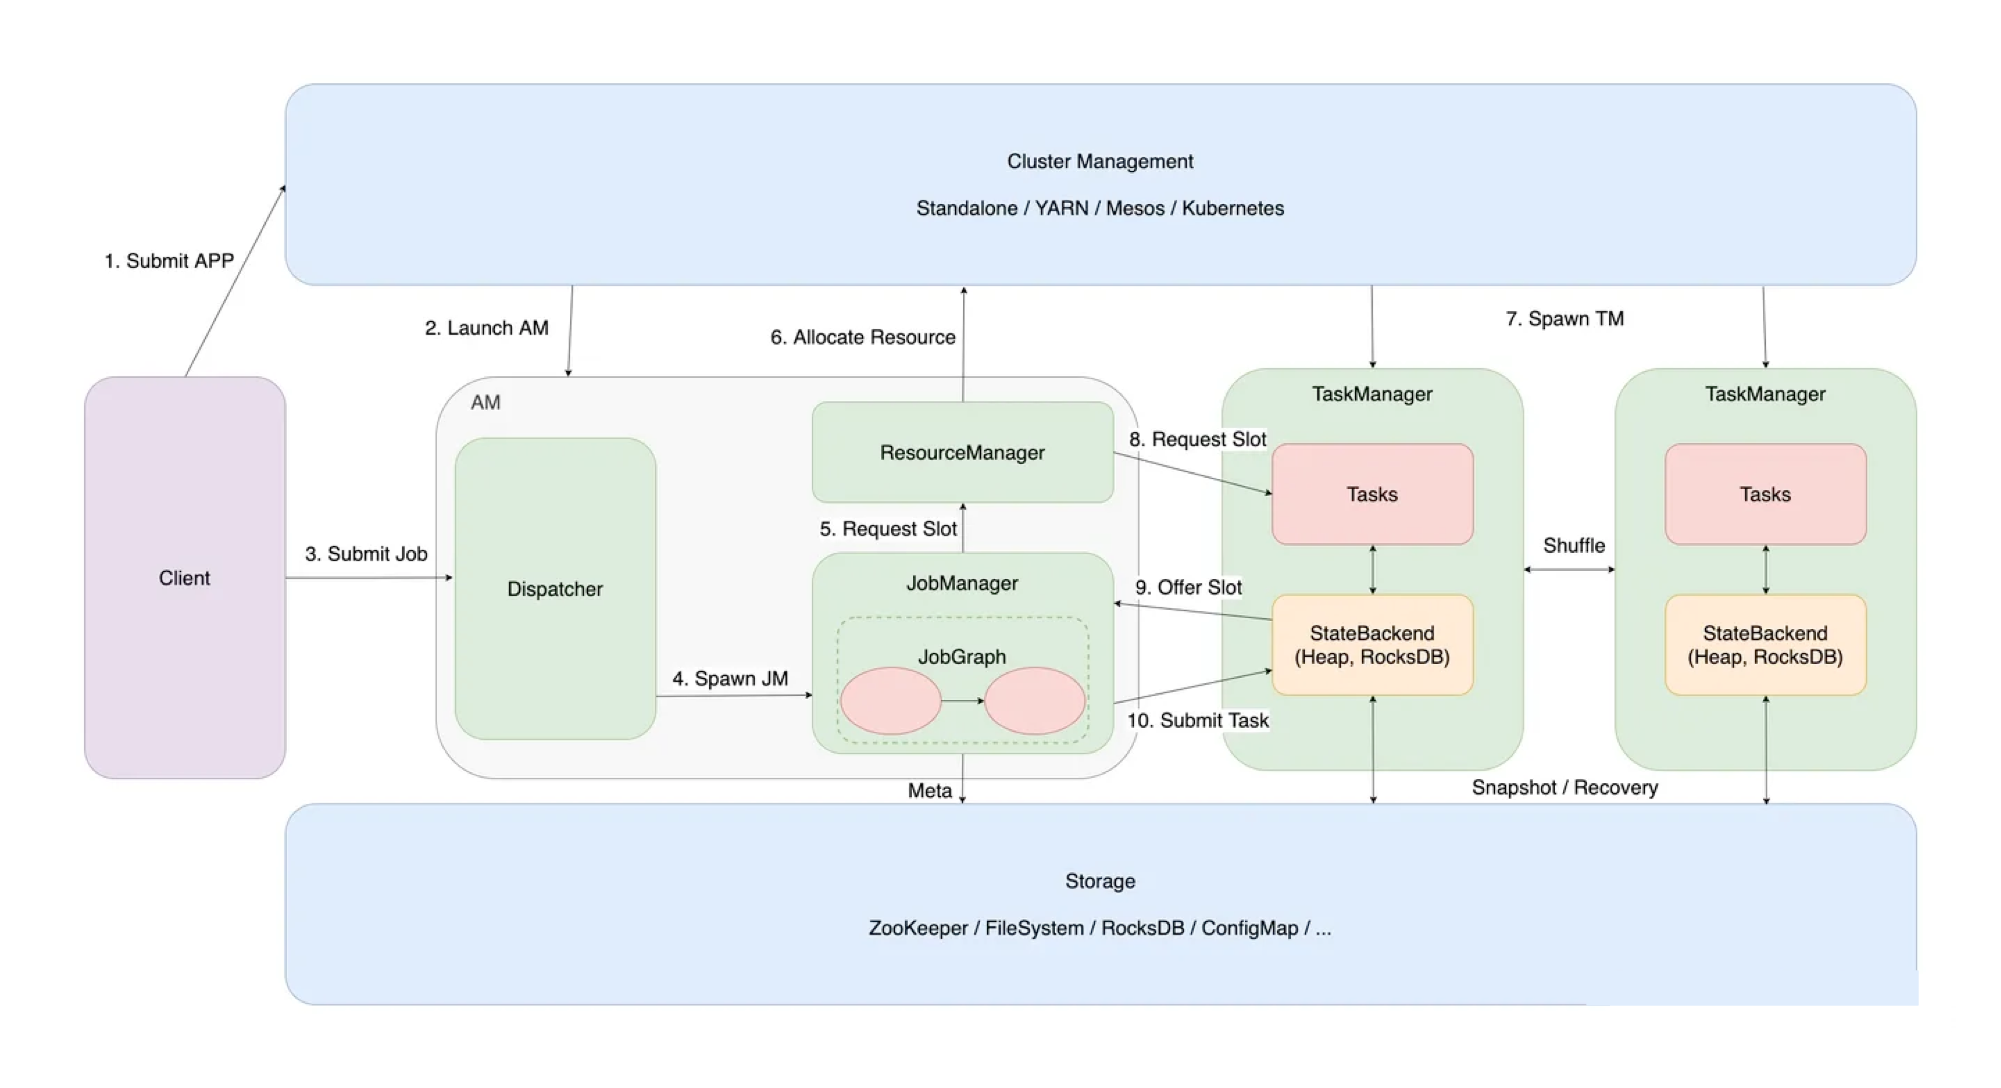 Cluster Management
Standalone / YARN / Mesos / Kubernetes
1. Submit APP
2. Launch AM
6. Allocate Resource
7. Spawn TM
AM
ResourceManager
8. Request Slot
TaskManager
TaskManager
Tasks
Tasks
5. Request Slot
3. Submit Job
Client
Dispatcher
JobManager
JobGraph
4. Spawn JM
9. Offer Slot
10. Submit Task
Shuffle
StateBackend
(Heap, RocksDB)
StateBackend
(Heap, RocksDB)
Meta
Snapshot / Recovery
Storage
ZooKeeper / FileSystem / RocksDB / ConfigMap / ...